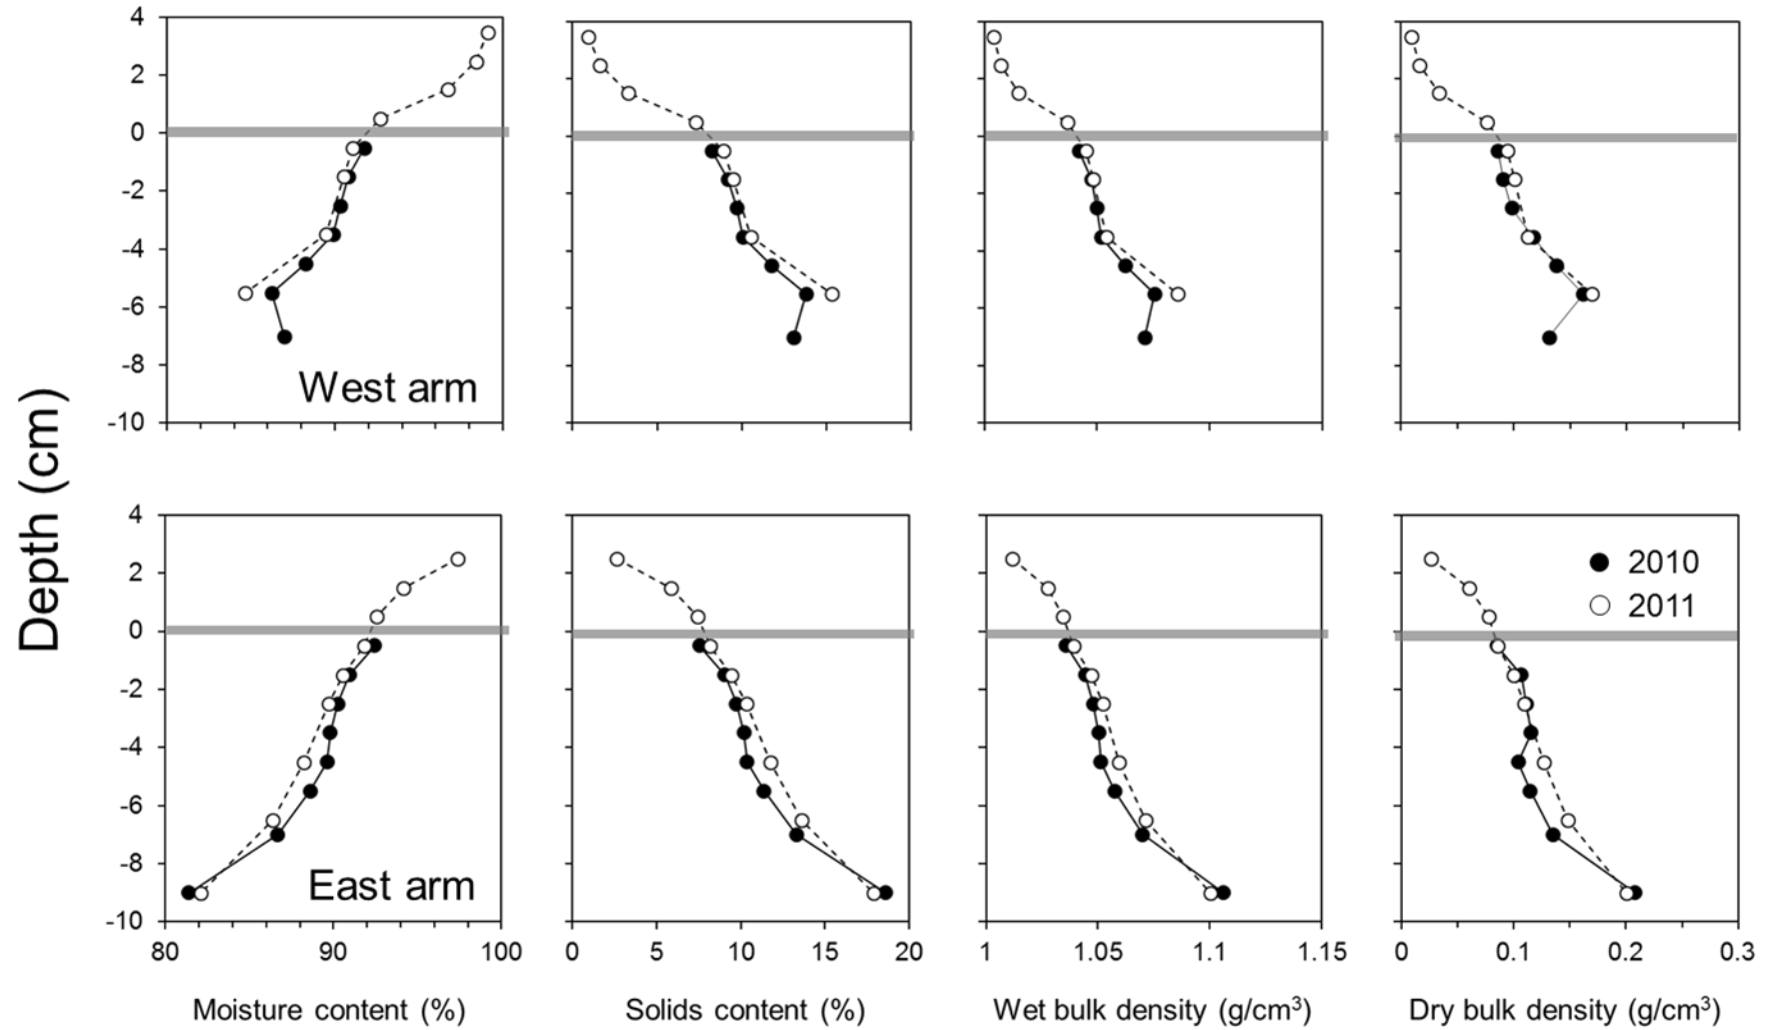 Depth (cm)
4
2
0
-2
-4
-6
-8
-10
West arm
4
2
0
-2
-4
-6
-8
-10
East arm
2010
2011
80 90 100
0 5 10 15 20
1 1.05 1.1 1.15
0 0.1 0.2 0.3
Moisture content (%)
Solids content (%)
Wet bulk density (g/cm³)
Dry bulk density (g/cm³)